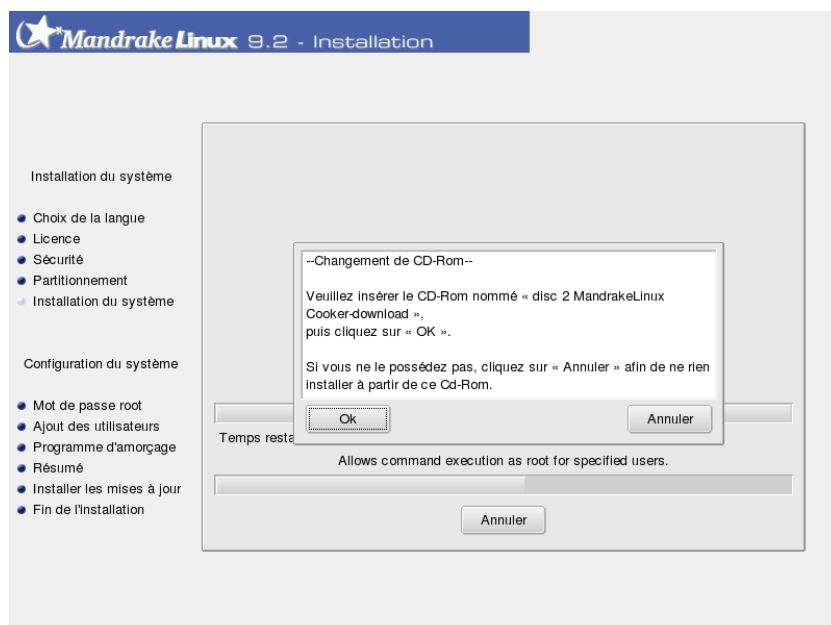 Mandrake Linux 9.2 - Installation
Installation du système
Choix de la langue
Licence
Sécurité
Partitionnement
Installation du système
Configuration du système
Mot de passe root
Ajout des utilisateurs
Programme d'amorçage
Résumé
Installer les mises à jour
Fin de l'installation
--Changement de CD-Rom--
Veuillez insérer le CD-Rom nommé « disc 2 MandrakeLinux
Cooker-download »,
puis cliquez sur « OK ».
Si vous ne le possédez pas, cliquez sur « Annuler » afin de ne rien
installer à partir de ce Cd-Rom.
Ok
Annuler
Temps resta
Allows command execution as root for specified users.
Annuler